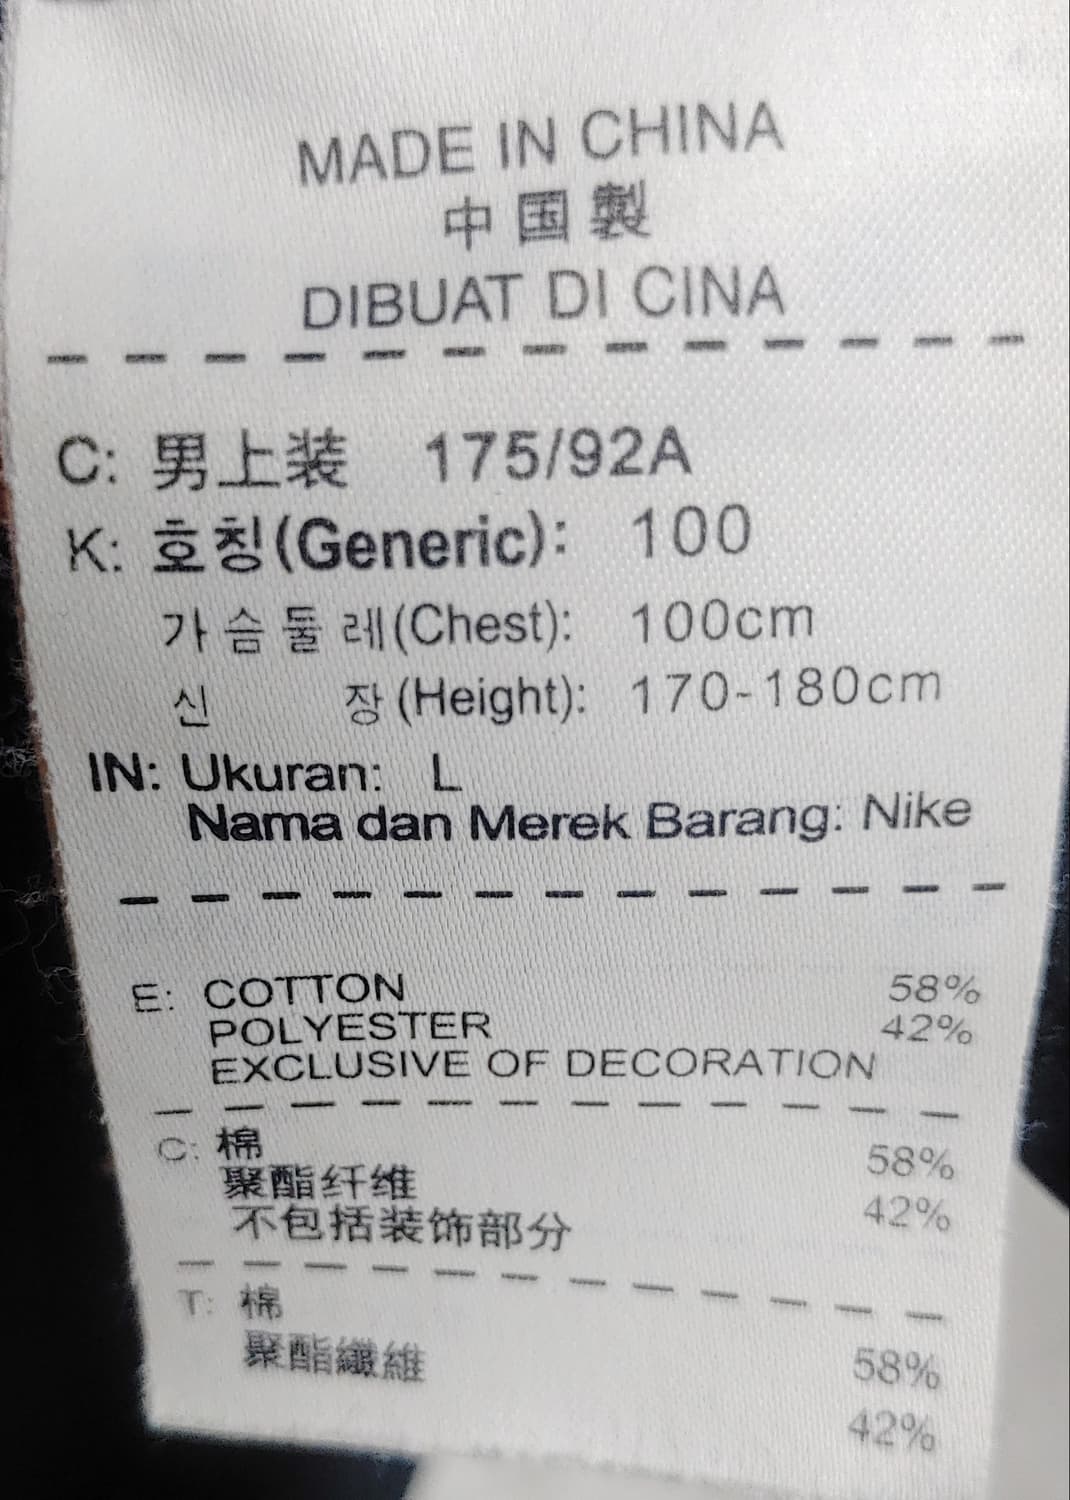 MADE IN CHINA
中国製
DIBUAT DI CINA
C: 男上装 175/92A
K: 호칭(Generic): 100
가슴둘레(Chest): 100cm
신 장(Height): 170-180cm
IN: Ukuran: L
Nama dan Merek Barang: Nike
E: COTTON 58%
POLYESTER 42%
EXCLUSIVE OF DECORATION
C: 棉 58%
聚酯纤维 42%
不包括装饰部分
T: 棉 58%
聚酯纖維 42%